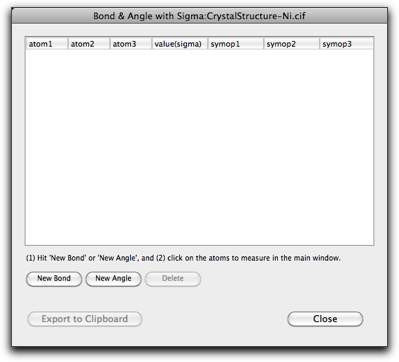 Bond & Angle with Sigma:CrystalStructure-Ni.cif
atom1 atom2 atom3 value(sigma) symop1 symop2 symop3
(1) Hit 'New Bond' or 'New Angle', and (2) click on the atoms to measure in the main window.
New Bond New Angle Delete
Export to Clipboard Close